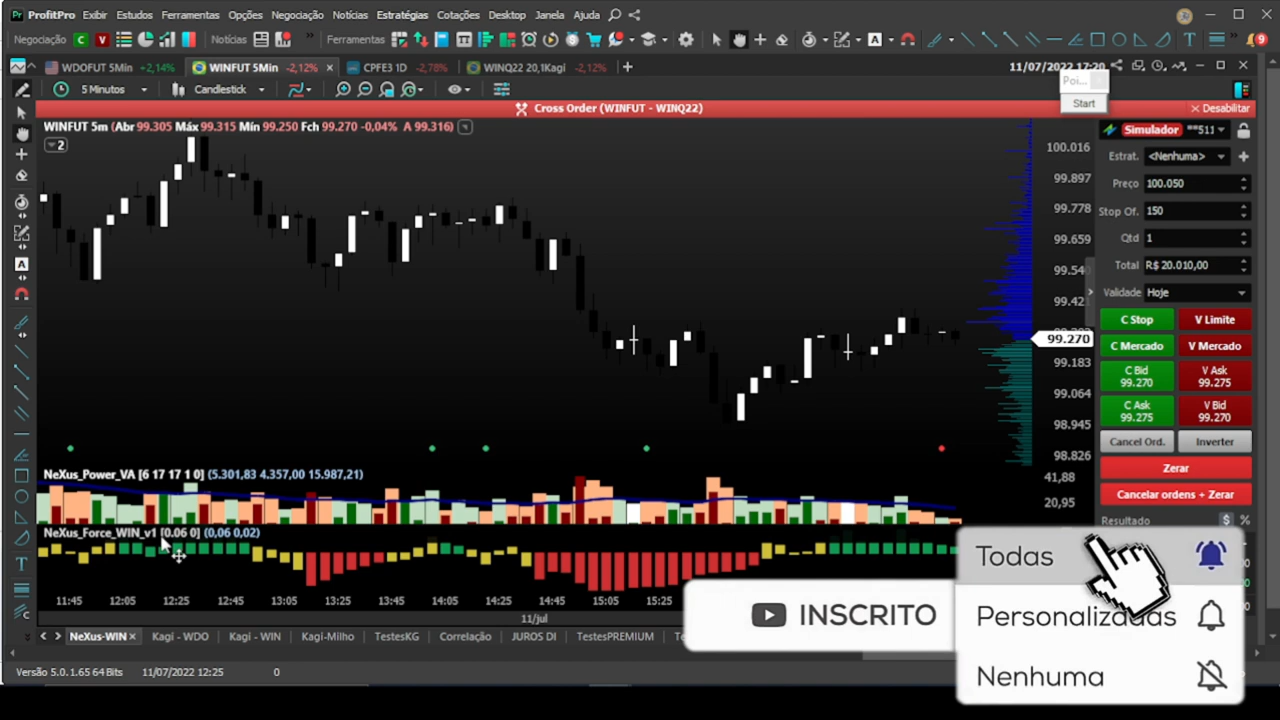 ProfitPro Exibir Estudos Ferramentas Opções Negociação Notícias Estratégias Cotações Desktop Janela Ajuda
Negociação C V Notícias Ferramentas A T 9
WDOFUT 5Min +2,14% WINFUT 5Min -2,12% CPFE3 1D -2,78% WINQ22 20,1Kagi -2,12% 11/07/2022 17:20
Poi...
Start
5 Minutos Candlestick
Cross Order (WINFUT - WINQ22) Desabilitar
WINFUT 5m (Abr 99.305 Máx 99.315 Mín 99.250 Fch 99.270 -0,04% A 99.316)
2
100.016
99.897
99.778
99.659
99.540
99.270
99.183
99.064
98.945
98.826
Simulador **511
Estrat. <Nenhuma>
Preço 100.050
Stop Of. 150
Qtd 1
Total R$ 20.010,00
Validade Hoje
C Stop V Limite
C Mercado V Mercado
C Bid V Ask
99.270 99.275
C Ask V Bid
99.275 99.270
Cancel Ord. Inverter
Zerar
Cancelar ordens + Zerar
Resultado $ %
NeXus_Power_VA [6 17 17 1 0] (5.301,83 4.357,00 15.987,21)
41,88
20,95
NeXus_Force_WIN_v1 [0.06 0] (0,06 0,02)
11:45 12:05 12:25 12:45 13:05 13:25 13:45 14:05 14:25 14:45 15:05 15:25
11/jul
NeXus-WIN Kagi - WDO Kagi - WIN Kagi-Milho TestesKG Correlação JUROS DI TestesPREMIUM
Versão 5.0.1.65 64 Bits 11/07/2022 12:25 0
INSCRITO
Todas
Personalizadas
Nenhuma